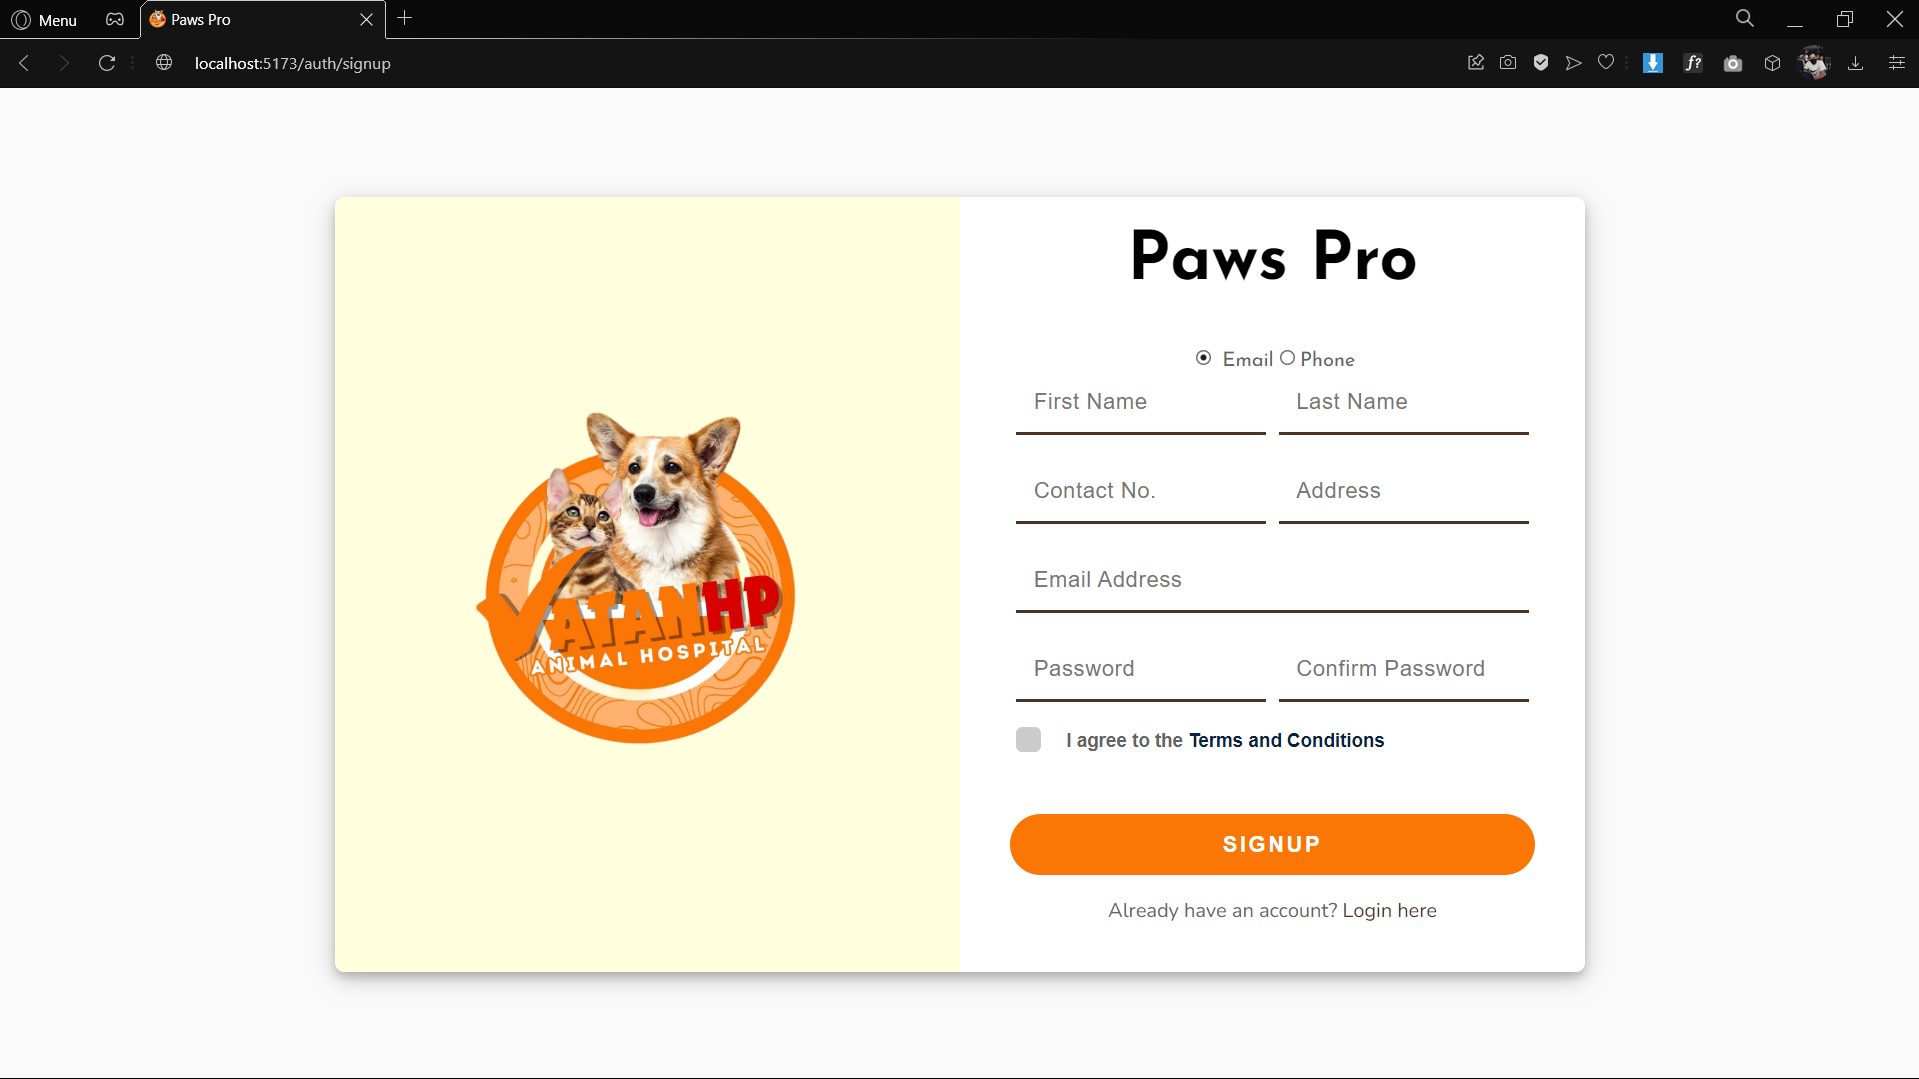 Menu
Paws Pro
localhost:5173/auth/signup
f?
Paws Pro
Email Phone
First Name Last Name
Contact No. Address
Email Address
Password Confirm Password
I agree to the Terms and Conditions
SIGNUP
Already have an account? Login here
VATANHP
ANIMAL HOSPITAL